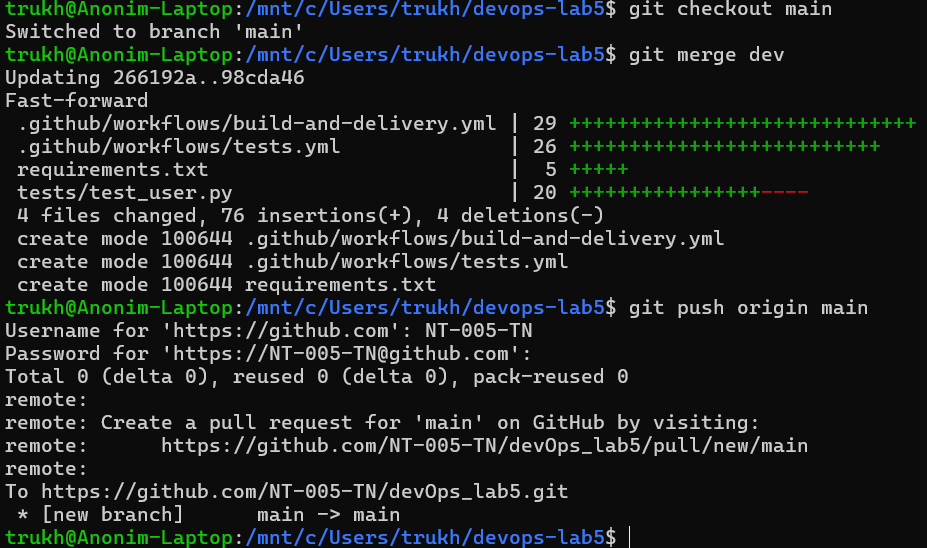 trukh@Anonim-Laptop:/mnt/c/Users/trukh/devops-lab5$ git checkout main
Switched to branch 'main'
trukh@Anonim-Laptop:/mnt/c/Users/trukh/devops-lab5$ git merge dev
Updating 266192a..98cda46
Fast-forward
 .github/workflows/build-and-delivery.yml | 29 +++++++++++++++++++++++++++++
 .github/workflows/tests.yml              | 26 ++++++++++++++++++++++++++
 requirements.txt                         |  5 +++++
 tests/test_user.py                       | 20 ++++++++++++++++----
 4 files changed, 76 insertions(+), 4 deletions(-)
 create mode 100644 .github/workflows/build-and-delivery.yml
 create mode 100644 .github/workflows/tests.yml
 create mode 100644 requirements.txt
trukh@Anonim-Laptop:/mnt/c/Users/trukh/devops-lab5$ git push origin main
Username for 'https://github.com': NT-005-TN
Password for 'https://NT-005-TN@github.com':
Total 0 (delta 0), reused 0 (delta 0), pack-reused 0
remote:
remote: Create a pull request for 'main' on GitHub by visiting:
remote:      https://github.com/NT-005-TN/devOps_lab5/pull/new/main
remote:
To https://github.com/NT-005-TN/devOps_lab5.git
 * [new branch]      main -> main
trukh@Anonim-Laptop:/mnt/c/Users/trukh/devops-lab5$